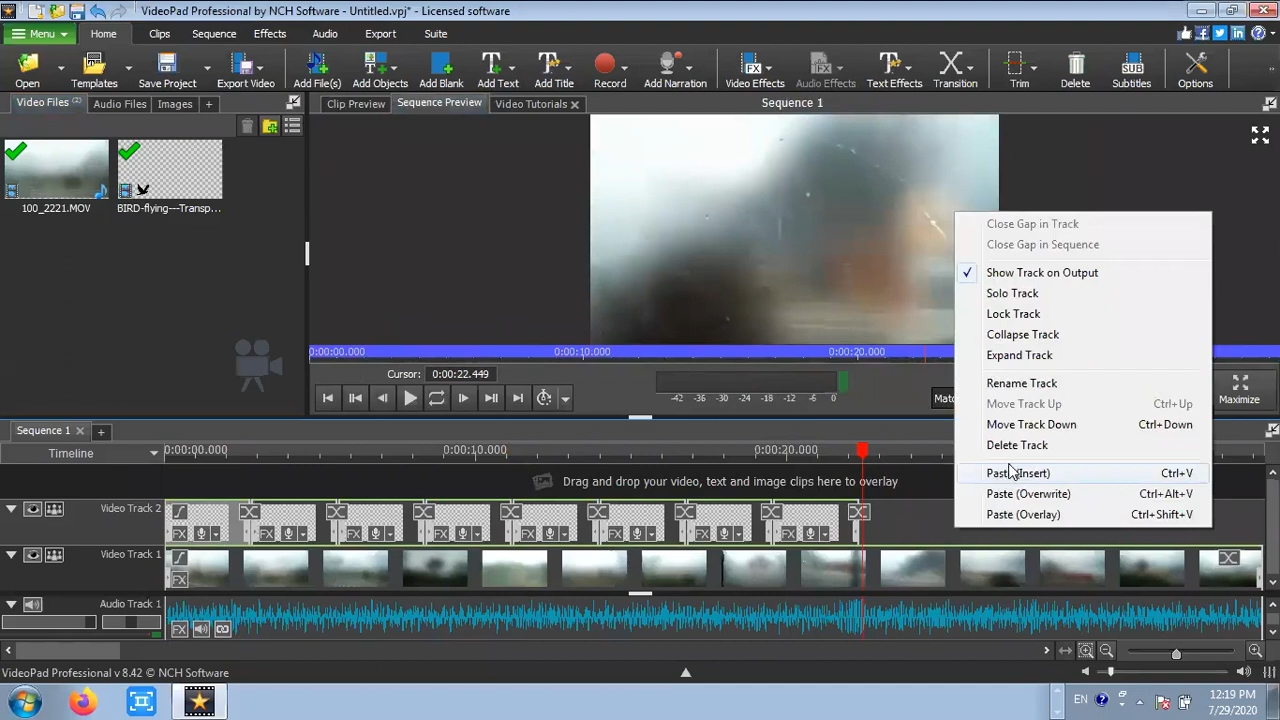 VideoPad Professional by NCH Software - Untitled.vpj* - Licensed software
Menu Home Clips Sequence Effects Audio Export Suite
Open Templates Save Project Export Video Add File(s) Add Objects Add Blank Add Text Add Title Record Add Narration Video Effects Audio Effects Text Effects Transition Trim Delete Subtitles Options
Video Files (2) Audio Files Images + Clip Preview Sequence Preview Video Tutorials Sequence 1
100_2221.MOV BIRD-flying---Transp...
Close Gap in Track
Close Gap in Sequence
Show Track on Output
Solo Track
Lock Track
Collapse Track
Expand Track
Rename Track
Move Track Up Ctrl+Up
Move Track Down Ctrl+Down
Delete Track
Paste (Insert) Ctrl+V
Paste (Overwrite) Ctrl+Alt+V
Paste (Overlay) Ctrl+Shift+V
0:00:00.000 0:00:10.000 0:00:20.000
Cursor: 0:00:22.449
-42 -36 -30 -24 -18 -12 -6 0
Maximize
Sequence 1 +
Timeline 0:00:00.000 0:00:10.000 0:00:20.000
Drag and drop your video, text and image clips here to overlay
Video Track 2
Video Track 1
FX
Audio Track 1
FX
VideoPad Professional v 8.42 © NCH Software
EN 12:19 PM
7/29/2020